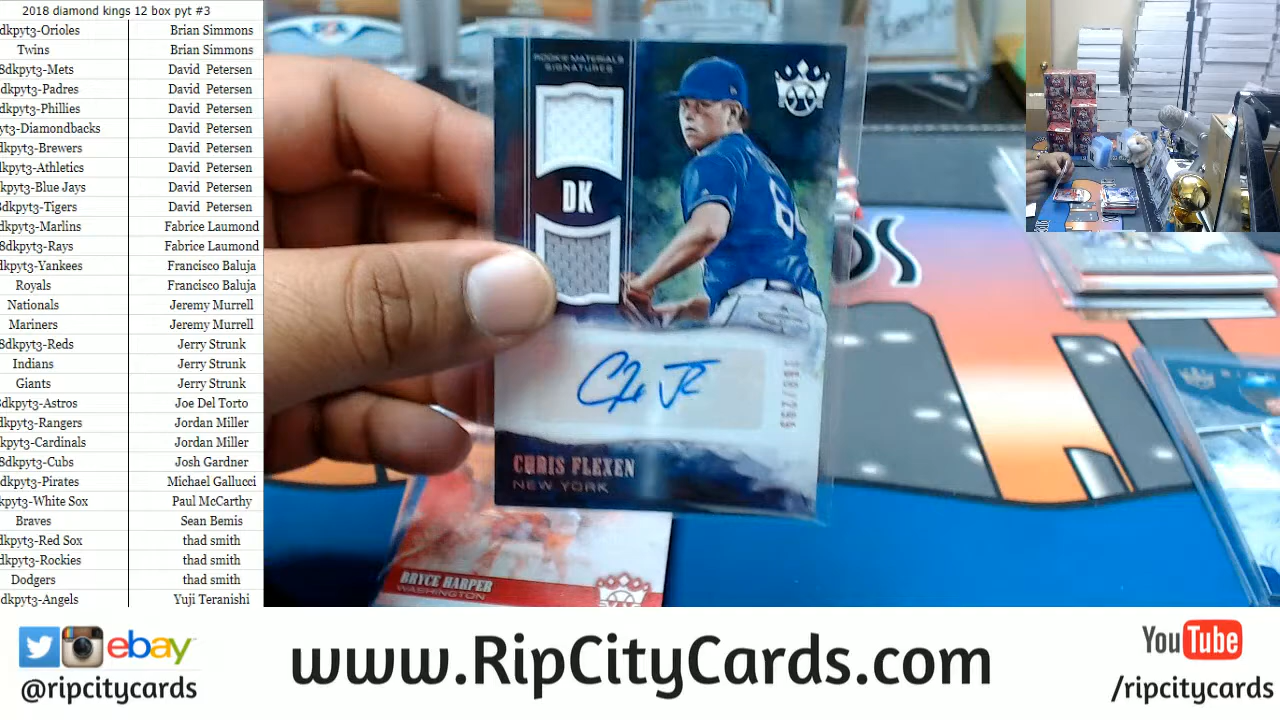 2018 diamond kings 12 box pyt #3
dkpyt3-Orioles Brian Simmons
Twins Brian Simmons
8dkpyt3-Mets David Petersen
dkpyt3-Padres David Petersen
dkpyt3-Phillies David Petersen
yt3-Diamondbacks David Petersen
dkpyt3-Brewers David Petersen
kpyt3-Athletics David Petersen
kpyt3-Blue Jays David Petersen
8dkpyt3-Tigers David Petersen
dkpyt3-Marlins Fabrice Laumond
8dkpyt3-Rays Fabrice Laumond
dkpyt3-Yankees Francisco Baluja
Royals Francisco Baluja
Nationals Jeremy Murrell
Mariners Jeremy Murrell
8dkpyt3-Reds Jerry Strunk
Indians Jerry Strunk
Giants Jerry Strunk
8dkpyt3-Astros Joe Del Torto
dkpyt3-Rangers Jordan Miller
kpyt3-Cardinals Jordan Miller
8dkpyt3-Cubs Josh Gardner
dkpyt3-Pirates Michael Gallucci
kpyt3-White Sox Paul McCarthy
Braves Sean Bemis
dkpyt3-Red Sox thad smith
dkpyt3-Rockies thad smith
Dodgers thad smith
dkpyt3-Angels Yuji Teranishi
ROOKIE MATERIALS
SIGNATURES
DK
CHRIS FLEXEN
NEW YORK
BRYCE HARPER
WASHINGTON
ebay
@ripcitycards
www.RipCityCards.com
YouTube
/ripcitycards